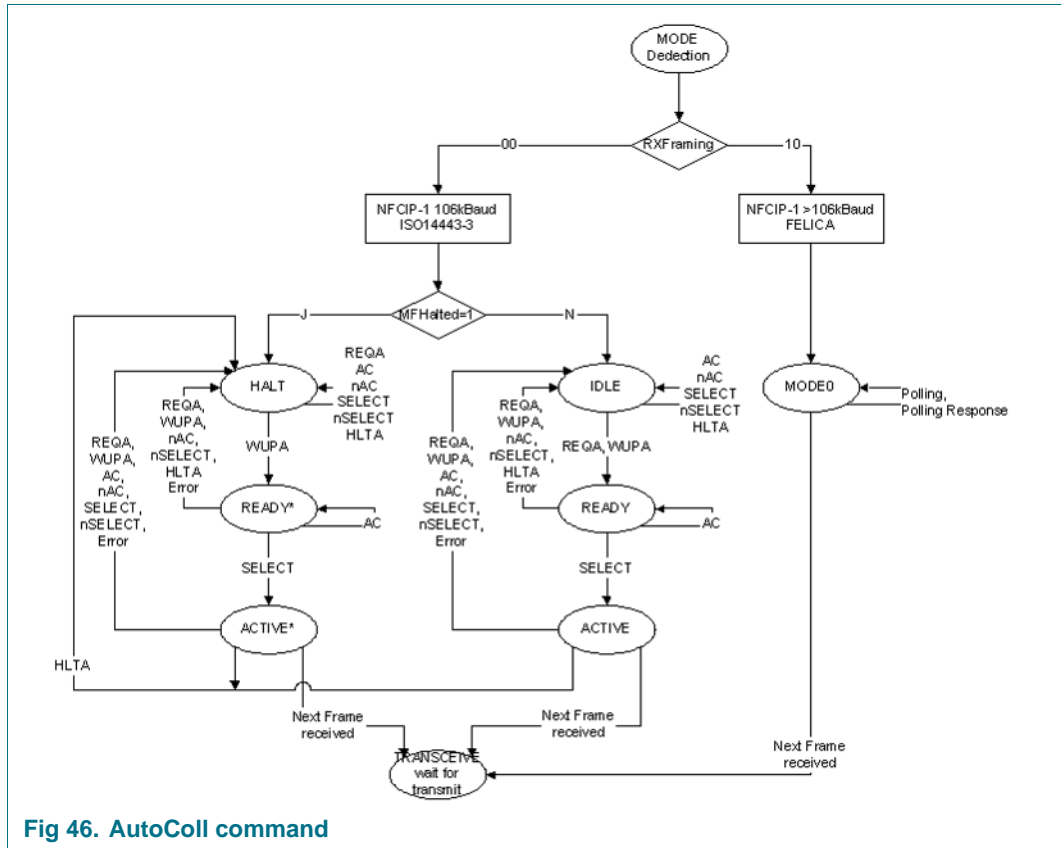 MODE
Dedection
RXFraming
00
10
NFCIP-1 106kBaud
ISO14443-3
NFCIP-1 >106kBaud
FELICA
MFHalted=1
J
N
HALT
REQA
AC
nAC
SELECT
nSELECT
HLTA
IDLE
AC
nAC
SELECT
nSELECT
HLTA
MODE0
Polling,
Polling Response
REQA,
WUPA,
AC,
nAC,
SELECT,
nSELECT,
Error
REQA,
WUPA,
nAC,
nSELECT,
HLTA
Error
WUPA
REQA,
WUPA,
AC,
nAC,
SELECT,
nSELECT,
Error
REQA,
WUPA,
nAC,
nSELECT,
HLTA
Error
REQA, WUPA
READY*
AC
READY
AC
SELECT
SELECT
ACTIVE*
ACTIVE
HLTA
Next Frame
received
Next Frame
received
Next Frame
received
TRANSCEIVE
wait for
transmit
Fig 46. AutoColl command